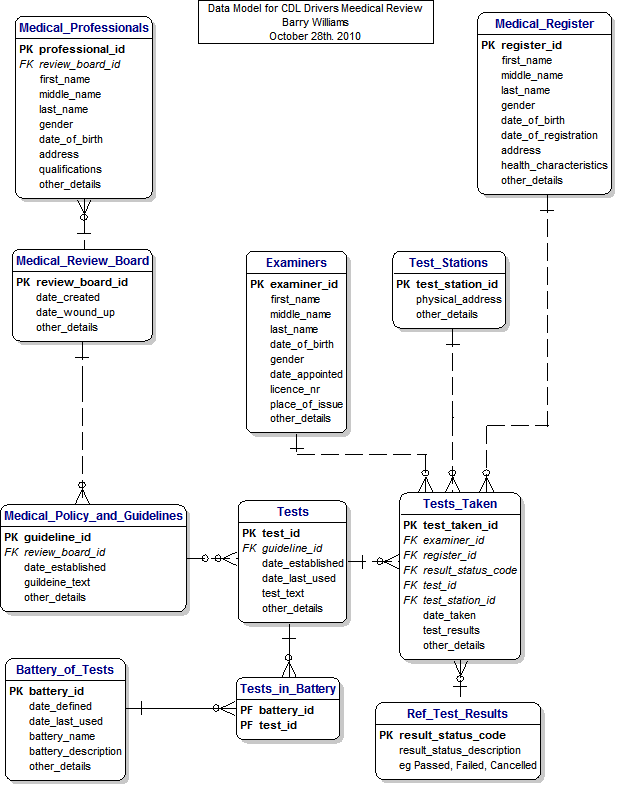 Data Model for CDL Drivers Meedical Review
Barry Williams
October 28th. 2010
Medical_Professionals
PK professional_id
FK review_board_id
first_name
middle_name
last_name
gender
date_of_birth
address
qualifications
other_details
Medical_Register
PK register_id
first_name
middle_name
last_name
gender
date_of_birth
date_of_registration
address
health_characteristics
other_details
Medical_Review_Board
PK review_board_id
date_created
date_wound_up
other_details
Examiners
PK examiner_id
first_name
middle_name
last_name
date_of_birth
gender
date_appointed
licence_nr
place_of_issue
other_details
Test_Stations
PK test_station_id
physical_address
other_details
Medical_Policy_and_Guidelines
PK guideline_id
FK review_board_id
date_established
guildeine_text
other_details
Tests
PK test_id
FK guideline_id
date_established
date_last_used
test_text
other_details
Tests_Taken
PK test_taken_id
FK examiner_id
FK register_id
FK result_status_code
FK test_id
FK test_station_id
date_taken
test_results
other_details
Battery_of_Tests
PK battery_id
date_defined
date_last_used
battery_name
battery_description
other_details
Tests_in_Battery
PF battery_id
PF test_id
Ref_Test_Results
PK result_status_code
result_status_description
eg Passed, Failed, Cancelled